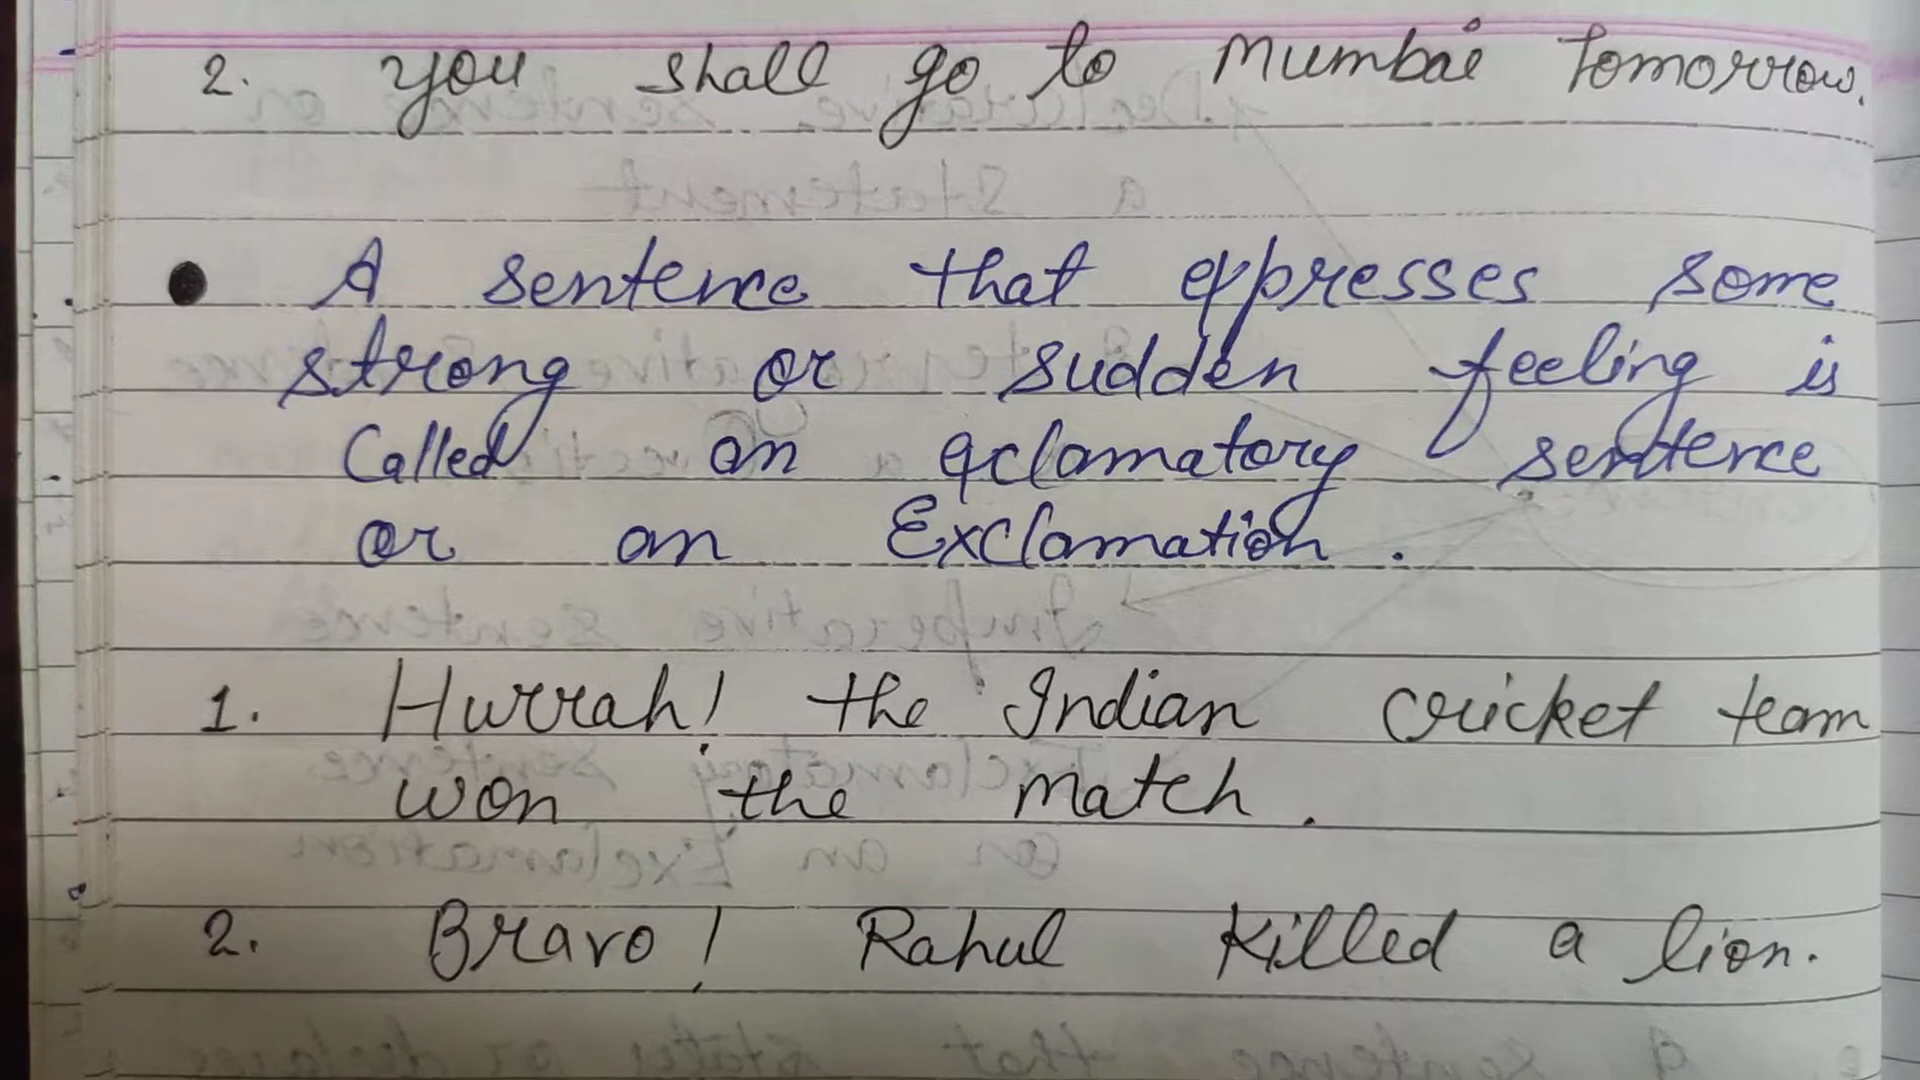 2. you shall go to Mumbai Tomorrow.
● A sentence that expresses some
strong or sudden feeling is
Called an exclamatory sentence
or an Exclamation.
1. Hurrah! the Indian cricket team
won the match.
2. Bravo! Rahul Killed a lion.